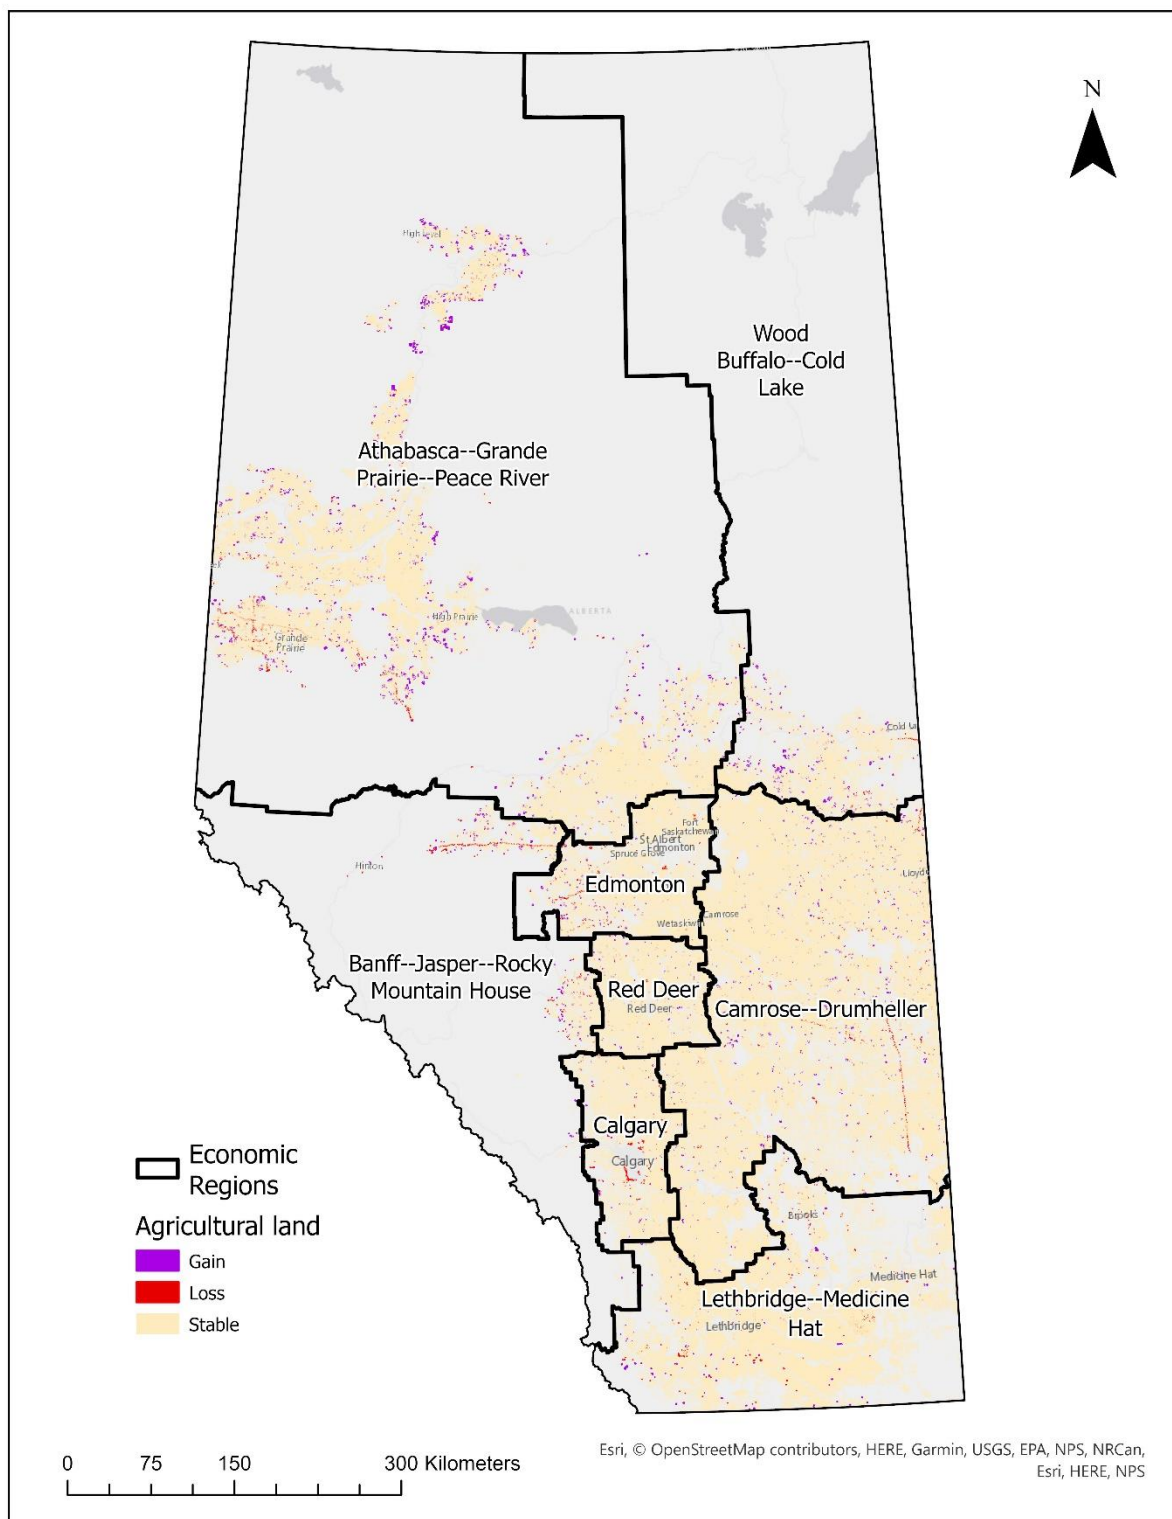 N
High Level
Wood
Buffalo--Cold
Lake
Athabasca--Grande
Prairie--Peace River
High Prairie
ALBERTA
Grande
Prairie
Cold La
Fort
Saskatchewan
St Albert
Edmonton
Spruce Grove
Hinton
Lloyd
Edmonton
Wetaskiwin
Camrose
Banff--Jasper--Rocky
Mountain House
Red Deer
Red Deer
Camrose--Drumheller
Calgary
Calgary
Brooks
Medicine Hat
Lethbridge--Medicine
Hat
Lethbridge
Economic
Regions
Agricultural land
Gain
Loss
Stable
0 75 150 300 Kilometers
Esri, © OpenStreetMap contributors, HERE, Garmin, USGS, EPA, NPS, NRCan,
Esri, HERE, NPS